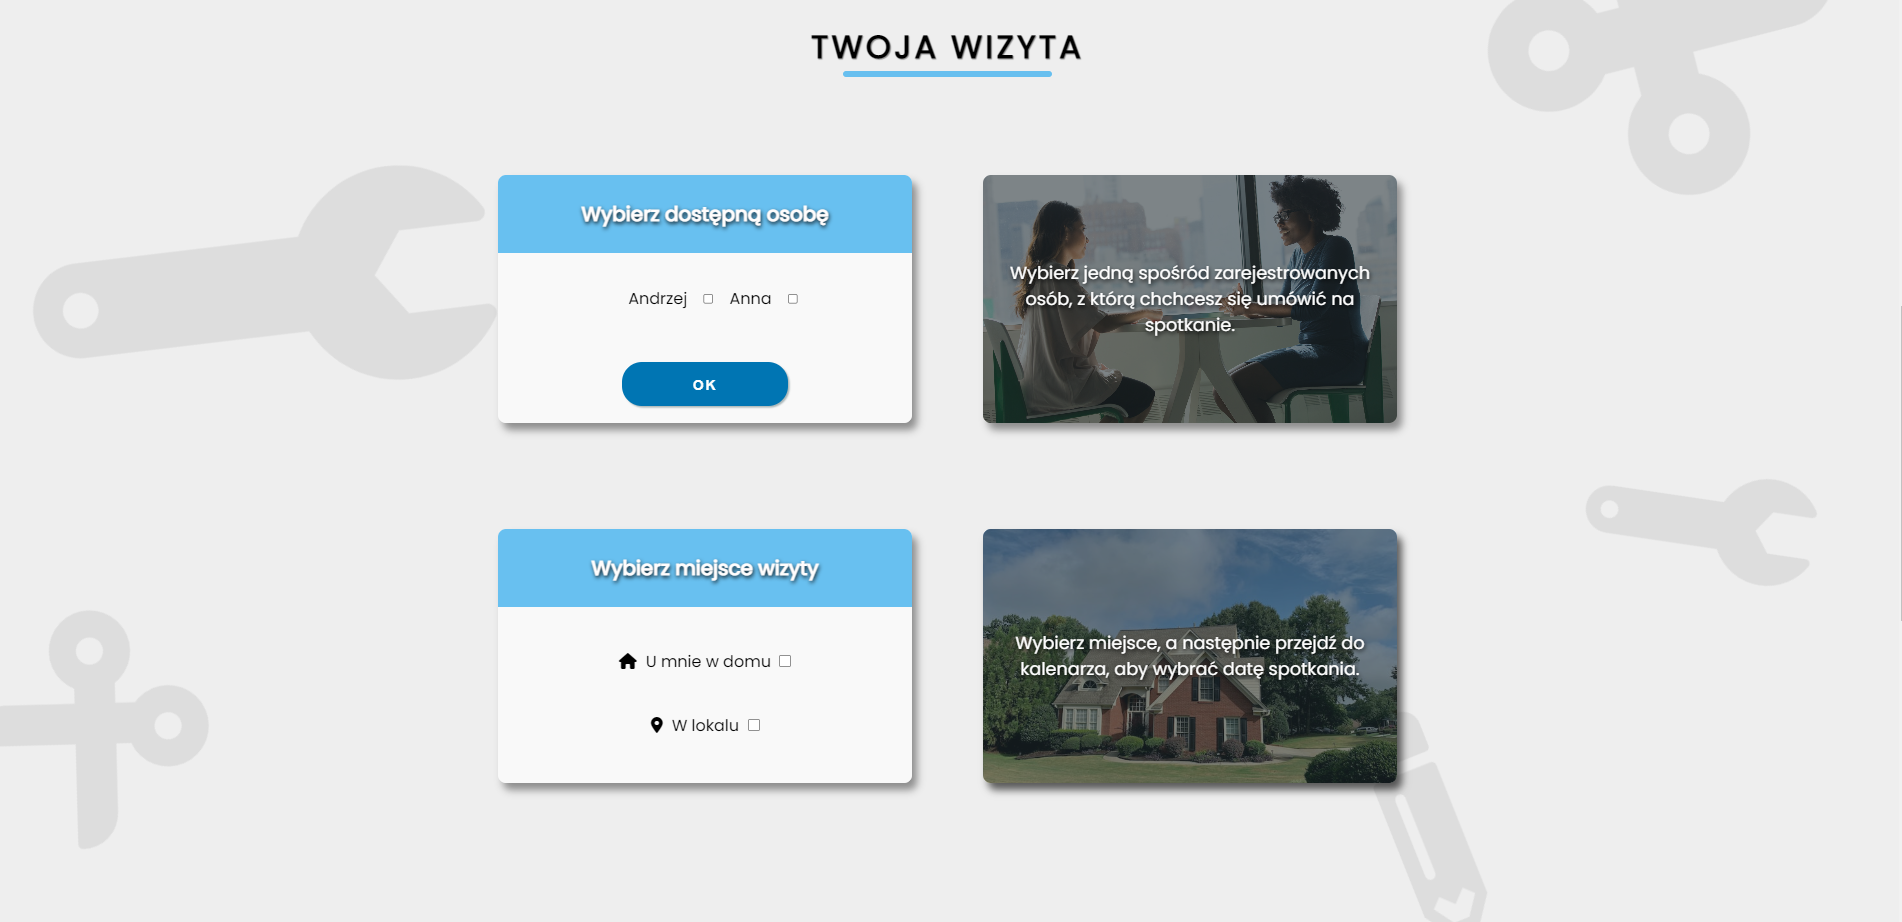 TWOJA WIZYTA
Wybierz dostępną osobę
Andrzej Anna
OK
Wybierz jedną spośród zarejestrowanych
osób, z którą chchcesz się umówić na
spotkanie.
Wybierz miejsce wizyty
U mnie w domu
W lokalu
Wybierz miejsce, a następnie przejdź do
kalenarza, aby wybrać datę spotkania.